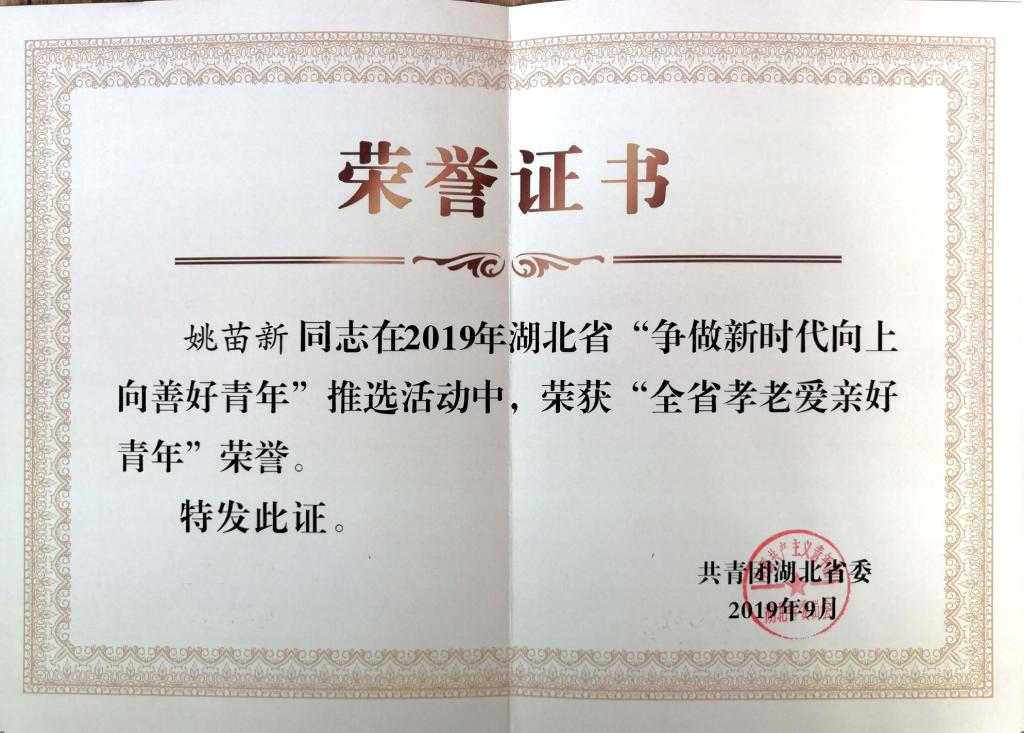 荣誉证书
姚苗新同志在2019年湖北省“争做新时代向上
向善好青年”推选活动中，荣获“全省孝老爱亲好
青年”荣誉。
特发此证。
共青团湖北省委
2019年9月